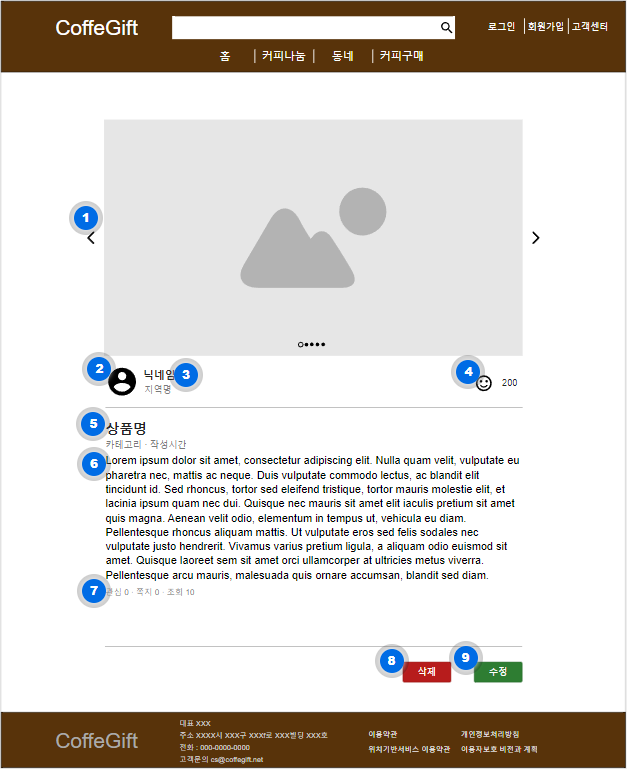 CoffeGift
로그인 | 회원가입 | 고객센터
홈 | 커피나눔 | 동네 | 커피구매
1
2 닉네임 3
지역명
4 200
5 상품명
카테고리 · 작성시간
6 Lorem ipsum dolor sit amet, consectetur adipiscing elit. Nulla quam velit, vulputate eu
pharetra nec, mattis ac neque. Duis vulputate commodo lectus, ac blandit elit
tincidunt id. Sed rhoncus, tortor sed eleifend tristique, tortor mauris molestie elit, et
lacinia ipsum quam nec dui. Quisque nec mauris sit amet elit iaculis pretium sit amet
quis magna. Aenean velit odio, elementum in tempus ut, vehicula eu diam.
Pellentesque rhoncus aliquam mattis. Ut vulputate eros sed felis sodales nec
vulputate justo hendrerit. Vivamus varius pretium ligula, a aliquam odio euismod sit
amet. Quisque laoreet sem sit amet orci ullamcorper at ultricies metus viverra.
Pellentesque arcu mauris, malesuada quis ornare accumsan, blandit sed diam.
7 관심 0 · 쪽지 0 · 조회 10
8 삭제
9 수정
CoffeGift
대표 XXX
주소 XXXX시 XXX구 XXX로 XXX빌딩 XXX호
전화 : 000-0000-0000
고객문의 cs@coffegift.net
이용약관
개인정보처리방침
위치기반서비스 이용약관
이용자보호 비전과 계획